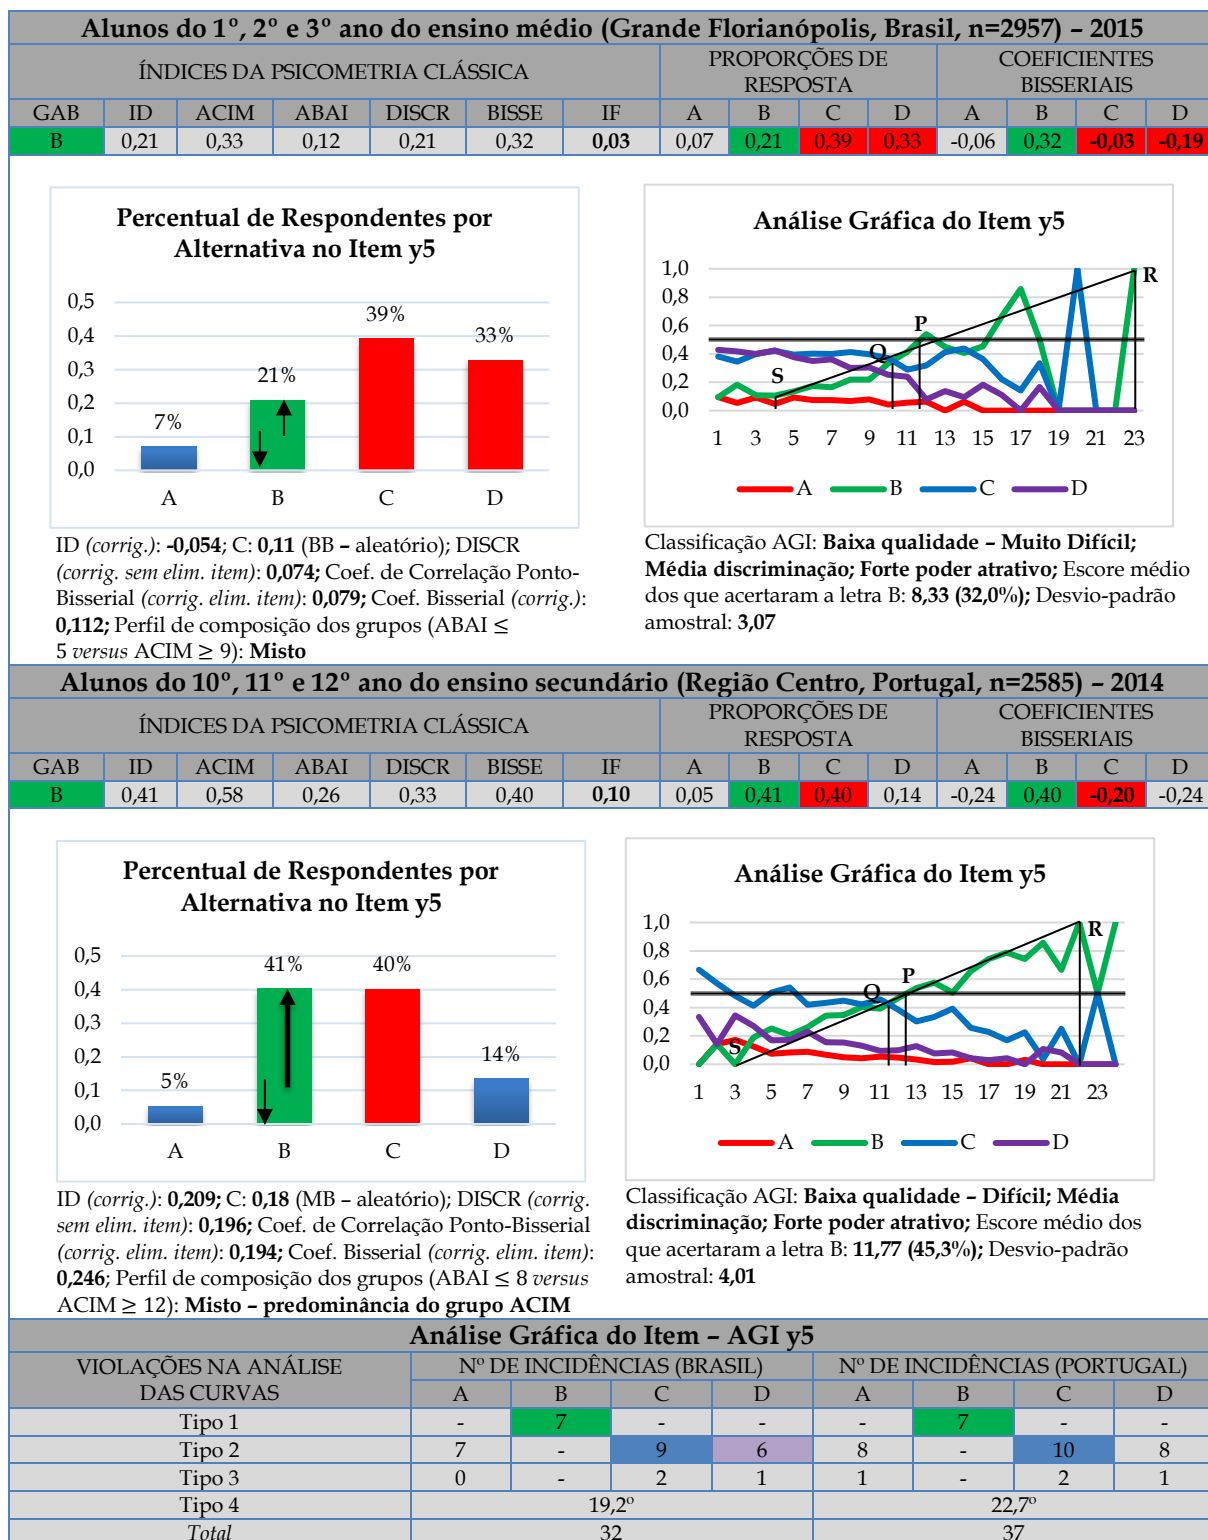 Alunos do 1º, 2º e 3º ano do ensino médio (Grande Florianópolis, Brasil, n=2957) – 2015
ÍNDICES DA PSICOMETRIA CLÁSSICA PROPORÇÕES DE RESPOSTA COEFICIENTES BISSERIAIS
GAB ID ACIM ABAI DISCR BISSE IF A B C D A B C D
B 0,21 0,33 0,12 0,21 0,32 0,03 0,07 0,21 0,39 0,33 -0,06 0,32 -0,03 -0,19
Percentual de Respondentes por
Alternativa no Item y5
0,5
0,4
0,3
0,2
0,1
0,0
7%
21%
39%
33%
A B C D
Análise Gráfica do Item y5
1,0
0,8
0,6
0,4
0,2
0,0
S
Q
P
R
1 3 5 7 9 11 13 15 17 19 21 23
A B C D
ID (corrig.): -0,054; C: 0,11 (BB – aleatório); DISCR
(corrig. sem elim. item): 0,074; Coef. de Correlação Ponto-
Bisserial (corrig. elim. item): 0,079; Coef. Bisserial (corrig.):
0,112; Perfil de composição dos grupos (ABAI ≤
5 versus ACIM ≥ 9): Misto
Classificação AGI: Baixa qualidade – Muito Difícil;
Média discriminação; Forte poder atrativo; Escore médio
dos que acertaram a letra B: 8,33 (32,0%); Desvio-padrão
amostral: 3,07
Alunos do 10º, 11º e 12º ano do ensino secundário (Região Centro, Portugal, n=2585) – 2014
ÍNDICES DA PSICOMETRIA CLÁSSICA PROPORÇÕES DE RESPOSTA COEFICIENTES BISSERIAIS
GAB ID ACIM ABAI DISCR BISSE IF A B C D A B C D
B 0,41 0,58 0,26 0,33 0,40 0,10 0,05 0,41 0,40 0,14 -0,24 0,40 -0,20 -0,24
Percentual de Respondentes por
Alternativa no Item y5
0,5
0,4
0,3
0,2
0,1
0,0
5%
41%
40%
14%
A B C D
Análise Gráfica do Item y5
1,0
0,8
0,6
0,4
0,2
0,0
S
Q
P
R
1 3 5 7 9 11 13 15 17 19 21 23
A B C D
ID (corrig.): 0,209; C: 0,18 (MB – aleatório); DISCR (corrig.
sem elim. item): 0,196; Coef. de Correlação Ponto-Bisserial
(corrig. elim. item): 0,194; Coef. Bisserial (corrig. elim. item):
0,246; Perfil de composição dos grupos (ABAI ≤ 8 versus
ACIM ≥ 12): Misto – predominância do grupo ACIM
Classificação AGI: Baixa qualidade – Difícil; Média
discriminação; Forte poder atrativo; Escore médio dos
que acertaram a letra B: 11,77 (45,3%); Desvio-padrão
amostral: 4,01
Análise Gráfica do Item – AGI y5
VIOLAÇÕES NA ANÁLISE DAS CURVAS Nº DE INCIDÊNCIAS (BRASIL) Nº DE INCIDÊNCIAS (PORTUGAL)
A B C D A B C D
Tipo 1 - 7 - - - 7 - -
Tipo 2 7 - 9 6 8 - 10 8
Tipo 3 0 - 2 1 1 - 2 1
Tipo 4 19,2º 22,7º
Total 32 37